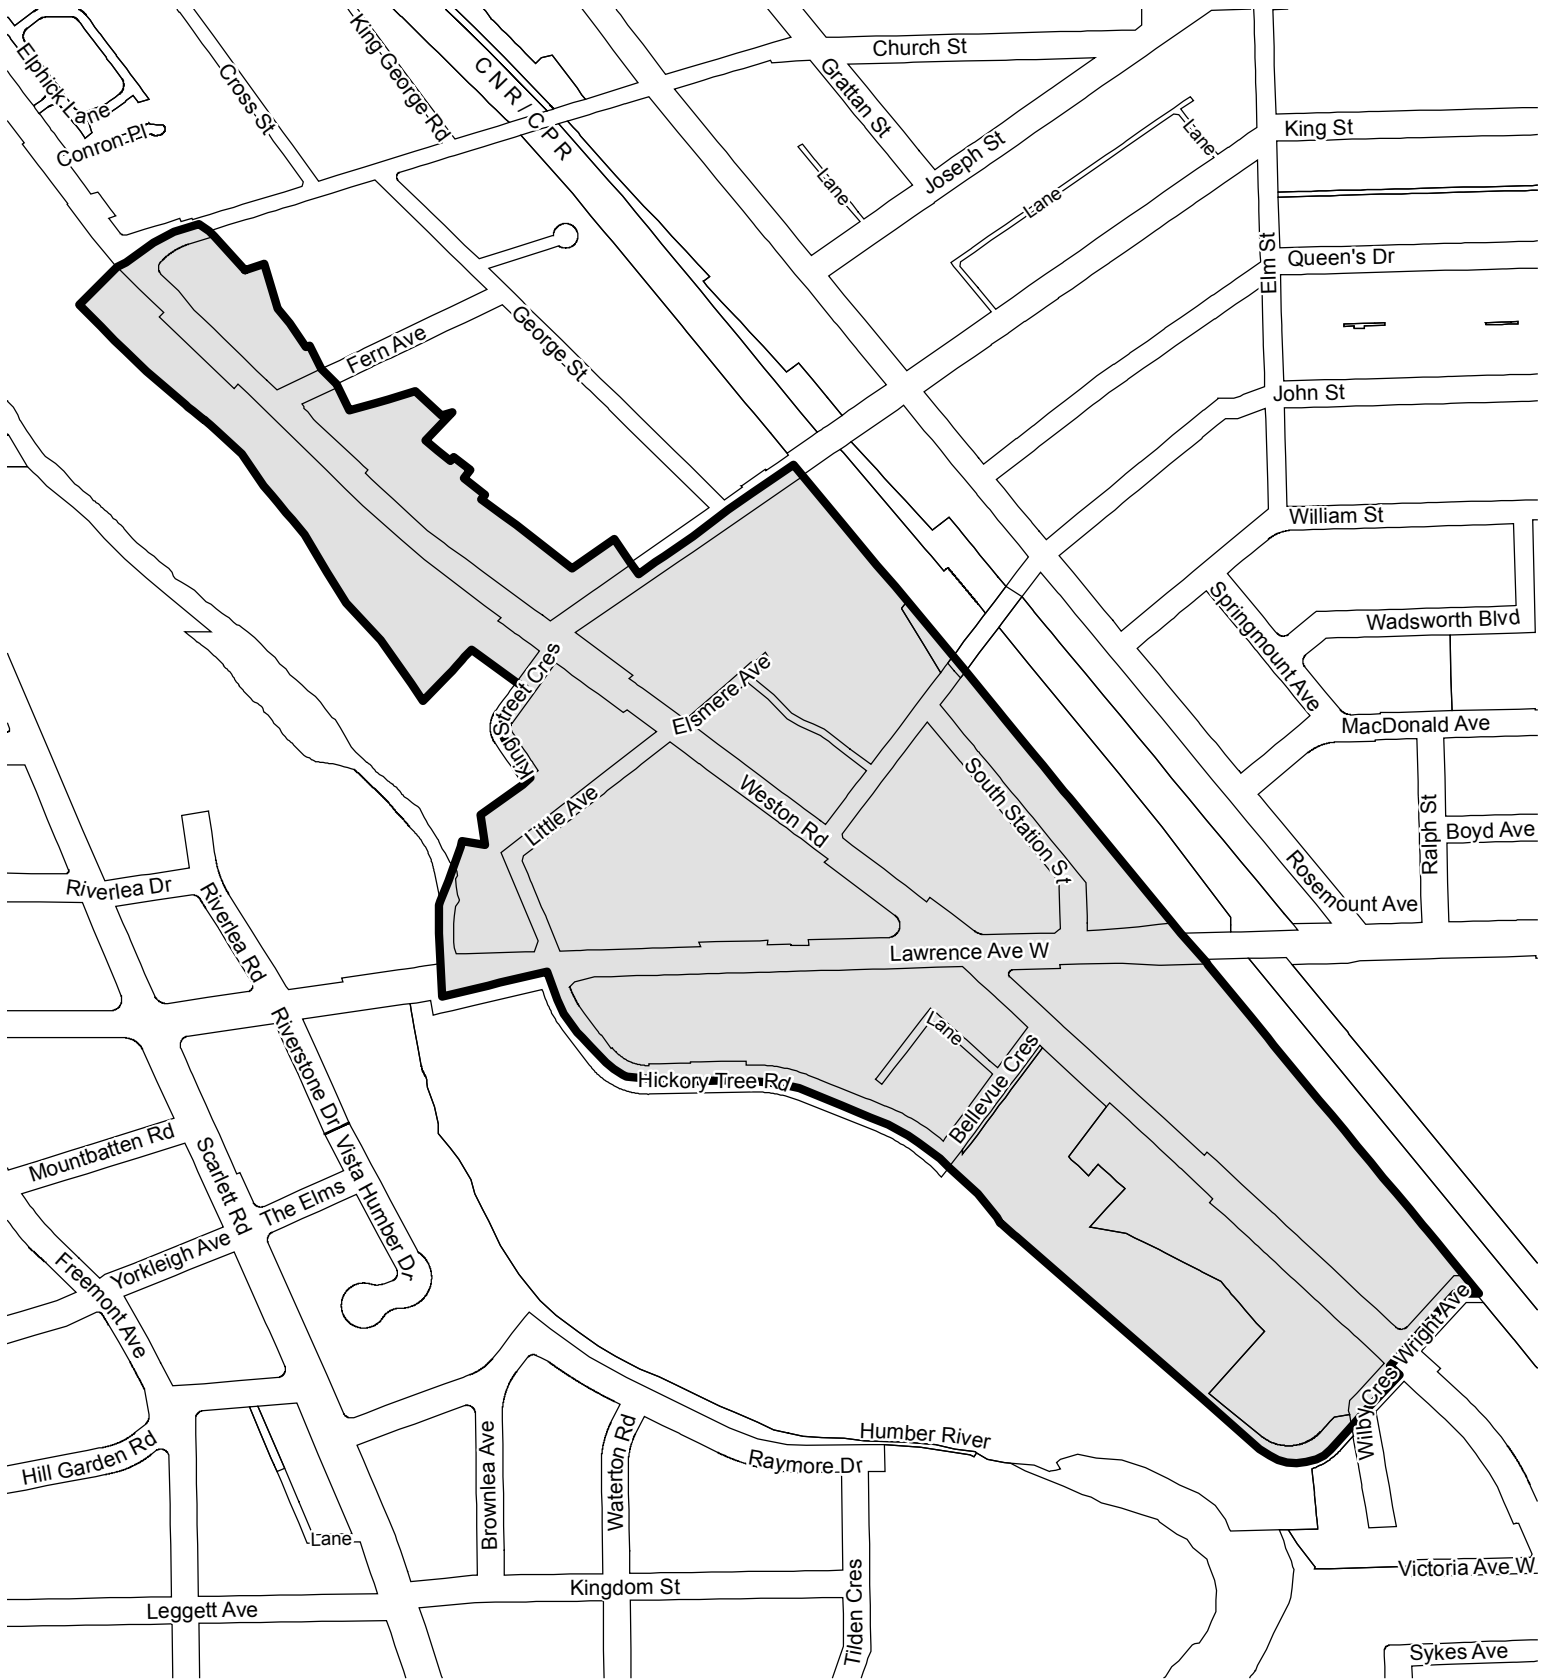 Church St
King George Rd
CNR/CPR
Elphick Lane
Cross St
Grattan St
Conron Pl
King St
Lane
Joseph St
Lane
Lane
Elm St
Queen's Dr
Fern Ave
George St
John St
William St
Springmount Ave
Wadsworth Blvd
King Street Cres
Elsmere Ave
MacDonald Ave
Little Ave
Weston Rd
South Station St
Ralph St
Boyd Ave
Riverlea Dr
Riverlea Rd
Rosemount Ave
Lawrence Ave W
Riverstone Dr
Lane
Bellevue Cres
Hickory Tree Rd
Mountbatten Rd
Scarlett Rd
Vista Humber Dr
The Elms
Yorkleigh Ave
Freemont Ave
Wright Ave
Wilby Cres
Humber River
Hill Garden Rd
Brownlea Ave
Waterton Rd
Raymore Dr
Lane
Victoria Ave W
Kingdom St
Leggett Ave
Tilden Cres
Sykes Ave